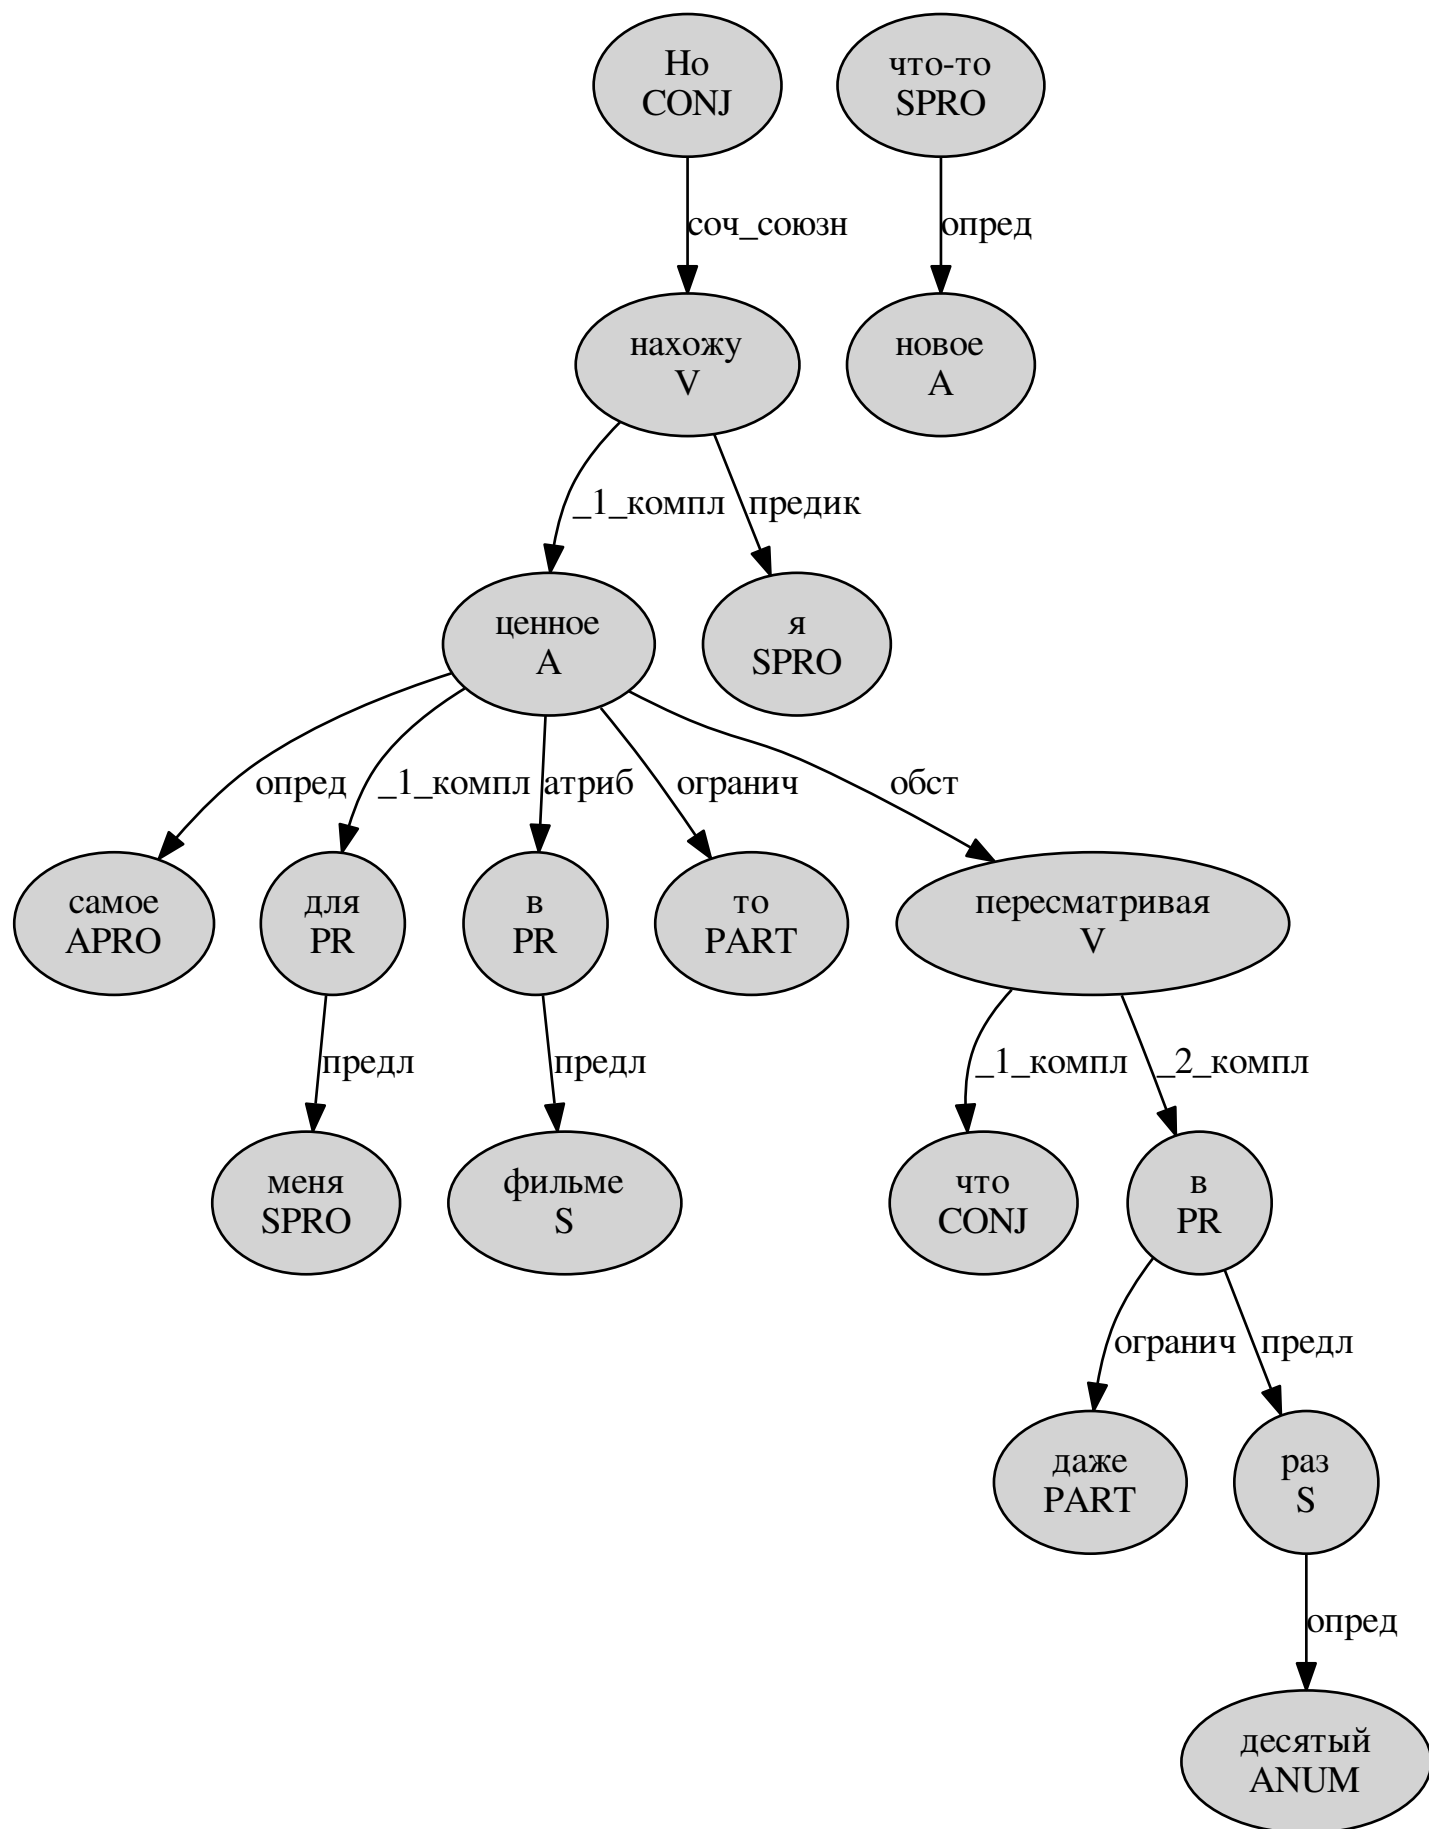 Но
CONJ
что-то
SPRO
соч_союзн
опред
нахожу
V
новое
A
_1_компл
предик
ценное
A
я
SPRO
опред
_1_компл
атриб
огранич
обст
самое
APRO
для
PR
в
PR
то
PART
пересматривая
V
предл
предл
_1_компл
_2_компл
меня
SPRO
фильме
S
что
CONJ
в
PR
огранич
предл
даже
PART
раз
S
опред
десятый
ANUM